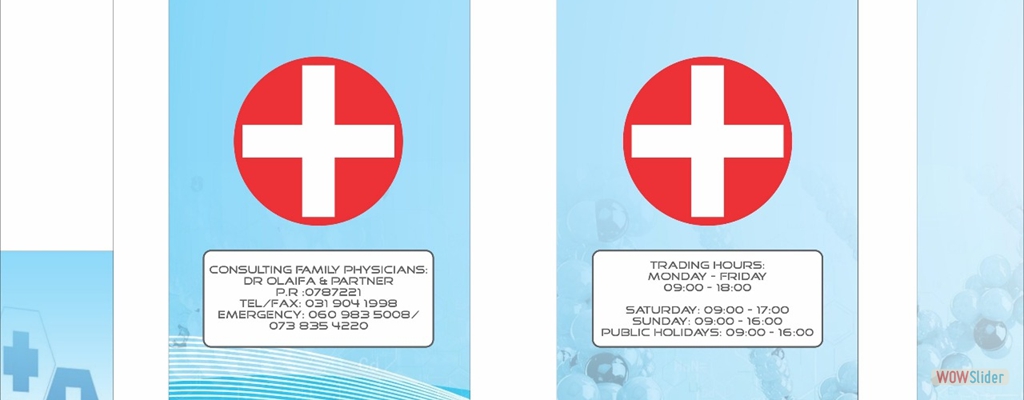 CONSULTING FAMILY PHYSICIANS:
DR OLAIFA & PARTNER
P.R :0787221
TEL/FAX: 031 904 1998
EMERGENCY: 060 983 5008/
073 835 4220
TRADING HOURS:
MONDAY - FRIDAY
09:00 - 18:00
SATURDAY: 09:00 - 17:00
SUNDAY: 09:00 - 16:00
PUBLIC HOLIDAYS: 09:00 - 16:00
WOWSlider